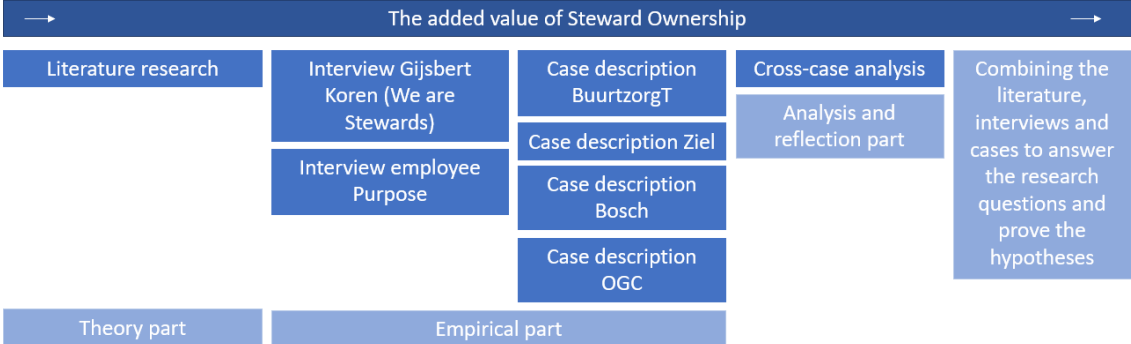 The added value of Steward Ownership
Literature research
Interview Gijsbert
Koren (We are
Stewards)
Interview employee
Purpose
Case description
BuurtzorgT
Case description Ziel
Case description
Bosch
Case description
OGC
Cross-case analysis
Analysis and
reflection part
Combining the
literature,
interviews and
cases to answer
the research
questions and
prove the
hypotheses
Theory part
Empirical part